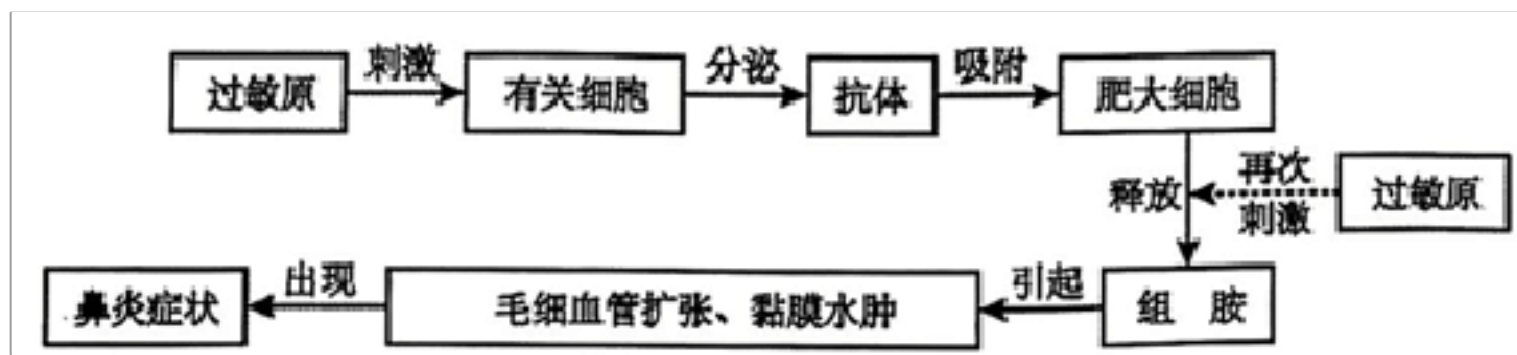 过敏原 刺激 有关细胞 分泌 抗体 吸附 肥大细胞
释放 再次刺激 过敏原
鼻炎症状 出现 毛细血管扩张、黏膜水肿 引起 组胺